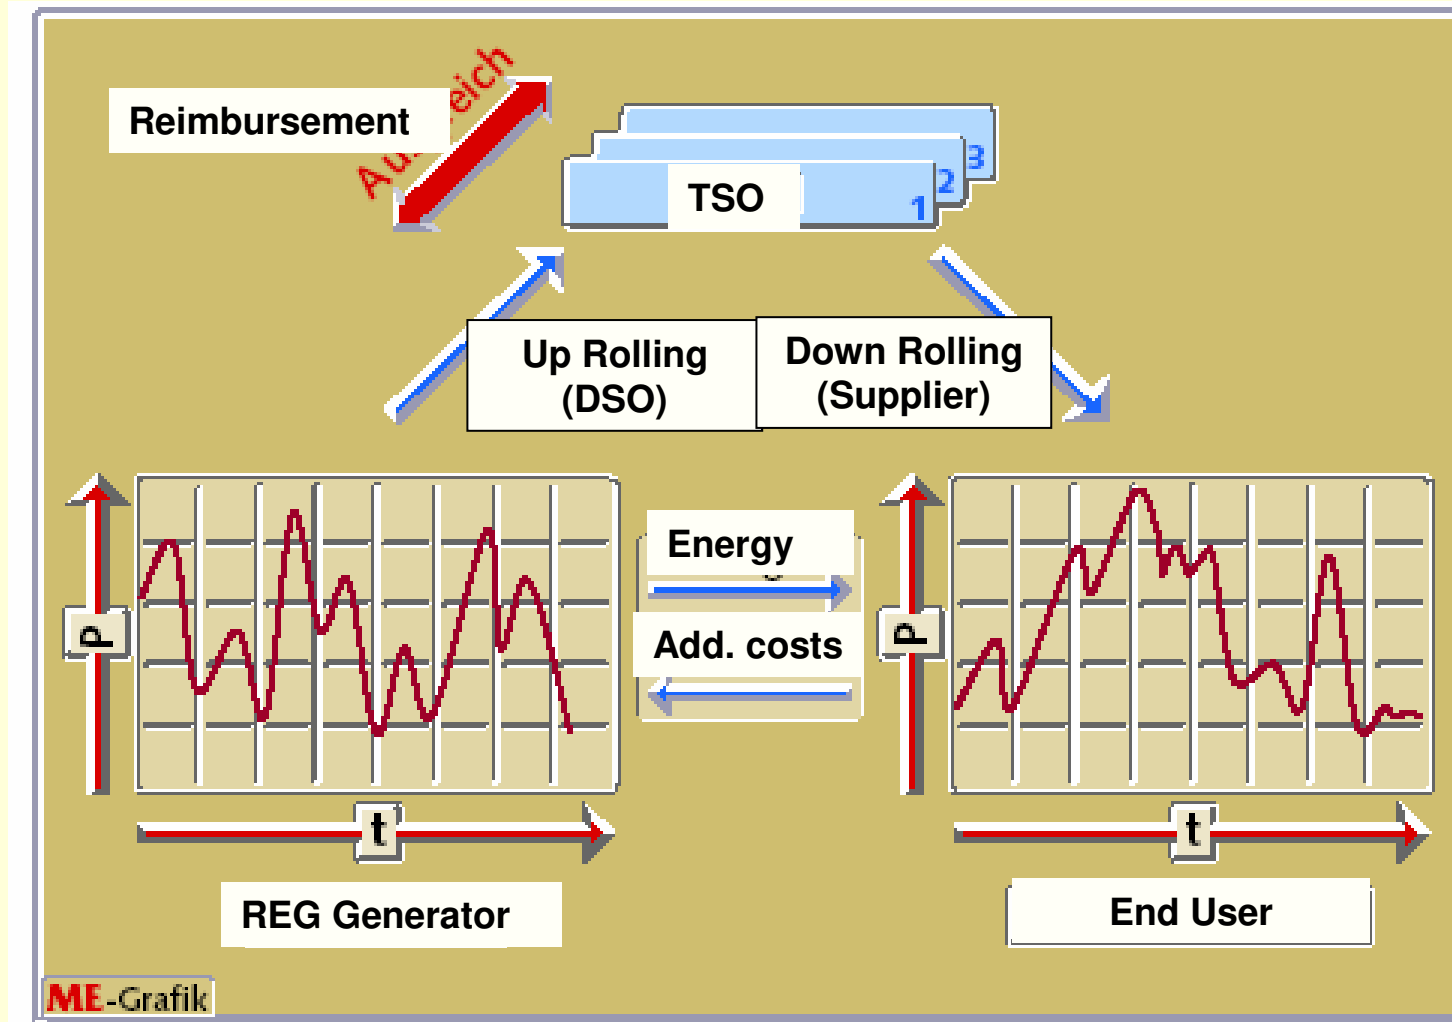 Reimbursement
TSO
1
2
3
Up Rolling
(DSO)
Down Rolling
(Supplier)
P
Energy
Add. costs
P
t
t
REG Generator
End User
ME-Grafik